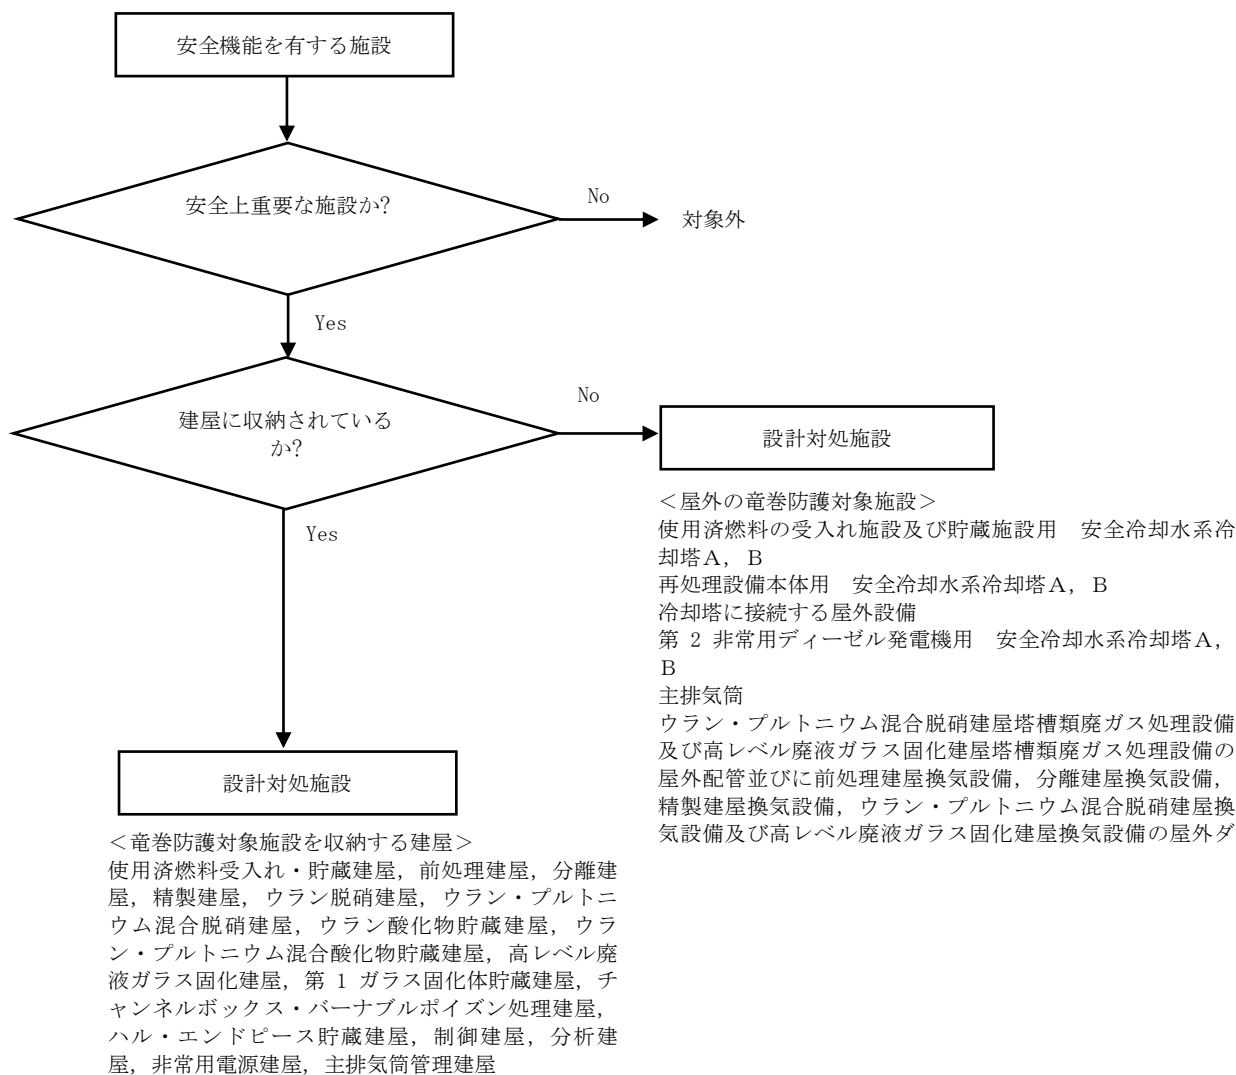 安全機能を有する施設
安全上重要な施設か?
No
対象外
Yes
建屋に収納されている
か?
No
設計対処施設
<屋外の竜巻防護対象施設>
使用済燃料の受入れ施設及び貯蔵施設用　安全冷却水系冷
却塔A，B
再処理設備本体用　安全冷却水系冷却塔A，B
冷却塔に接続する屋外設備
第 2 非常用ディーゼル発電機用　安全冷却水系冷却塔A，
B
主排気筒
ウラン・プルトニウム混合脱硝建屋塔槽類廃ガス処理設備
及び高レベル廃液ガラス固化建屋塔槽類廃ガス処理設備の
屋外配管並びに前処理建屋換気設備，分離建屋換気設備，
精製建屋換気設備，ウラン・プルトニウム混合脱硝建屋換
気設備及び高レベル廃液ガラス固化建屋換気設備の屋外ダ
Yes
設計対処施設
<竜巻防護対象施設を収納する建屋>
使用済燃料受入れ・貯蔵建屋，前処理建屋，分離建
屋，精製建屋，ウラン脱硝建屋，ウラン・プルトニ
ウム混合脱硝建屋，ウラン酸化物貯蔵建屋，ウラ
ン・プルトニウム混合酸化物貯蔵建屋，高レベル廃
液ガラス固化建屋，第 1 ガラス固化体貯蔵建屋，チ
ャンネルボックス・バーナブルポイズン処理建屋，
ハル・エンドピース貯蔵建屋，制御建屋，分析建
屋，非常用電源建屋，主排気筒管理建屋